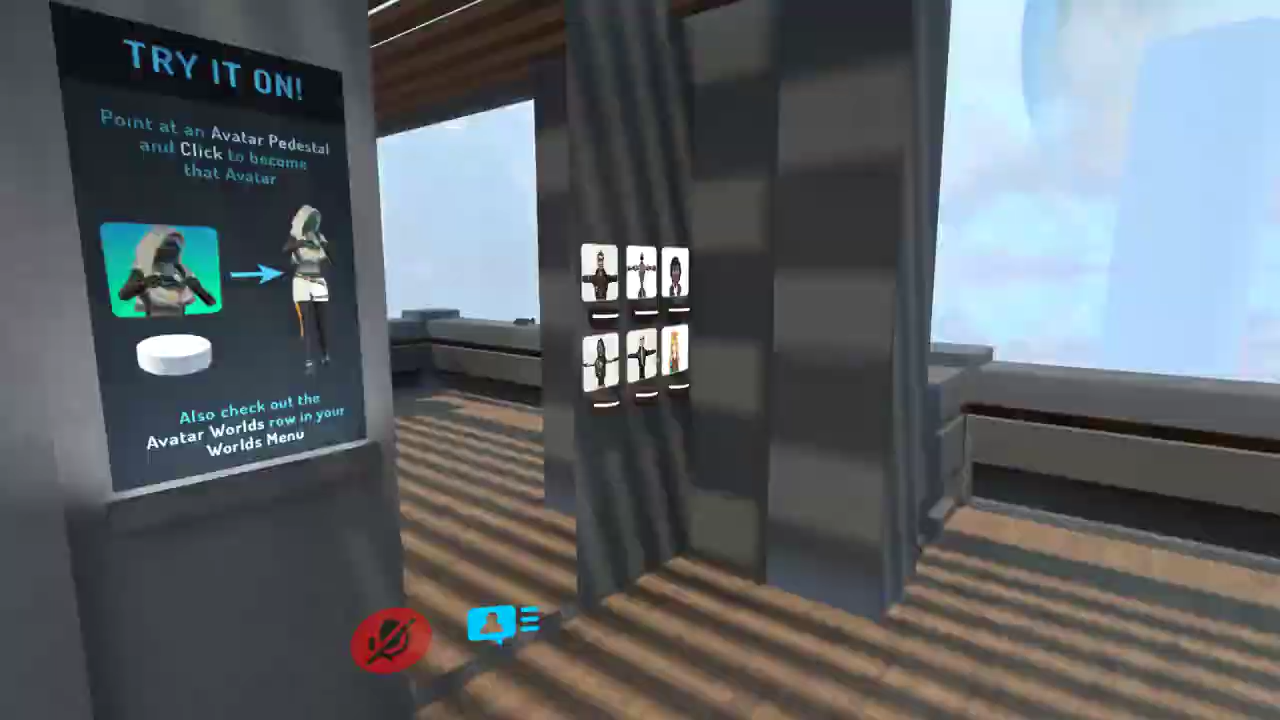 TRY IT ON!
Point at an Avatar Pedestal
and Click to become
that Avatar
Also check out the
Avatar Worlds row in your
Worlds Menu